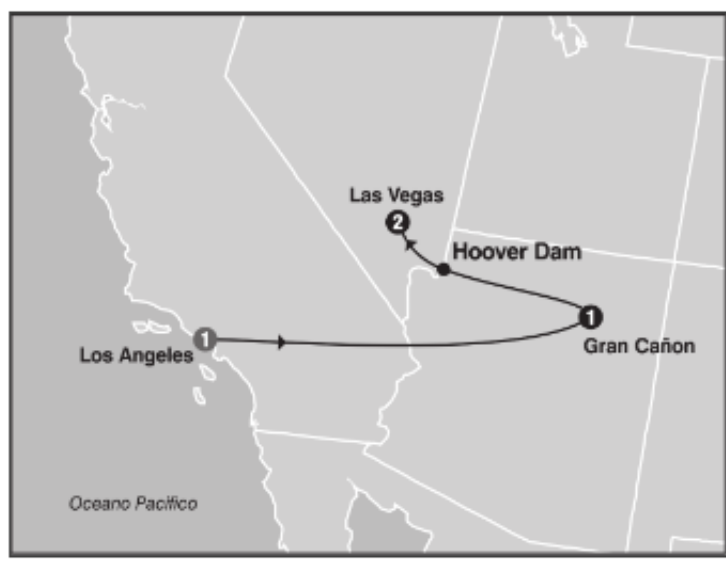 Las Vegas
2
Hoover Dam
1
Gran Cañon
1
Los Angeles
Oceano Pacifico